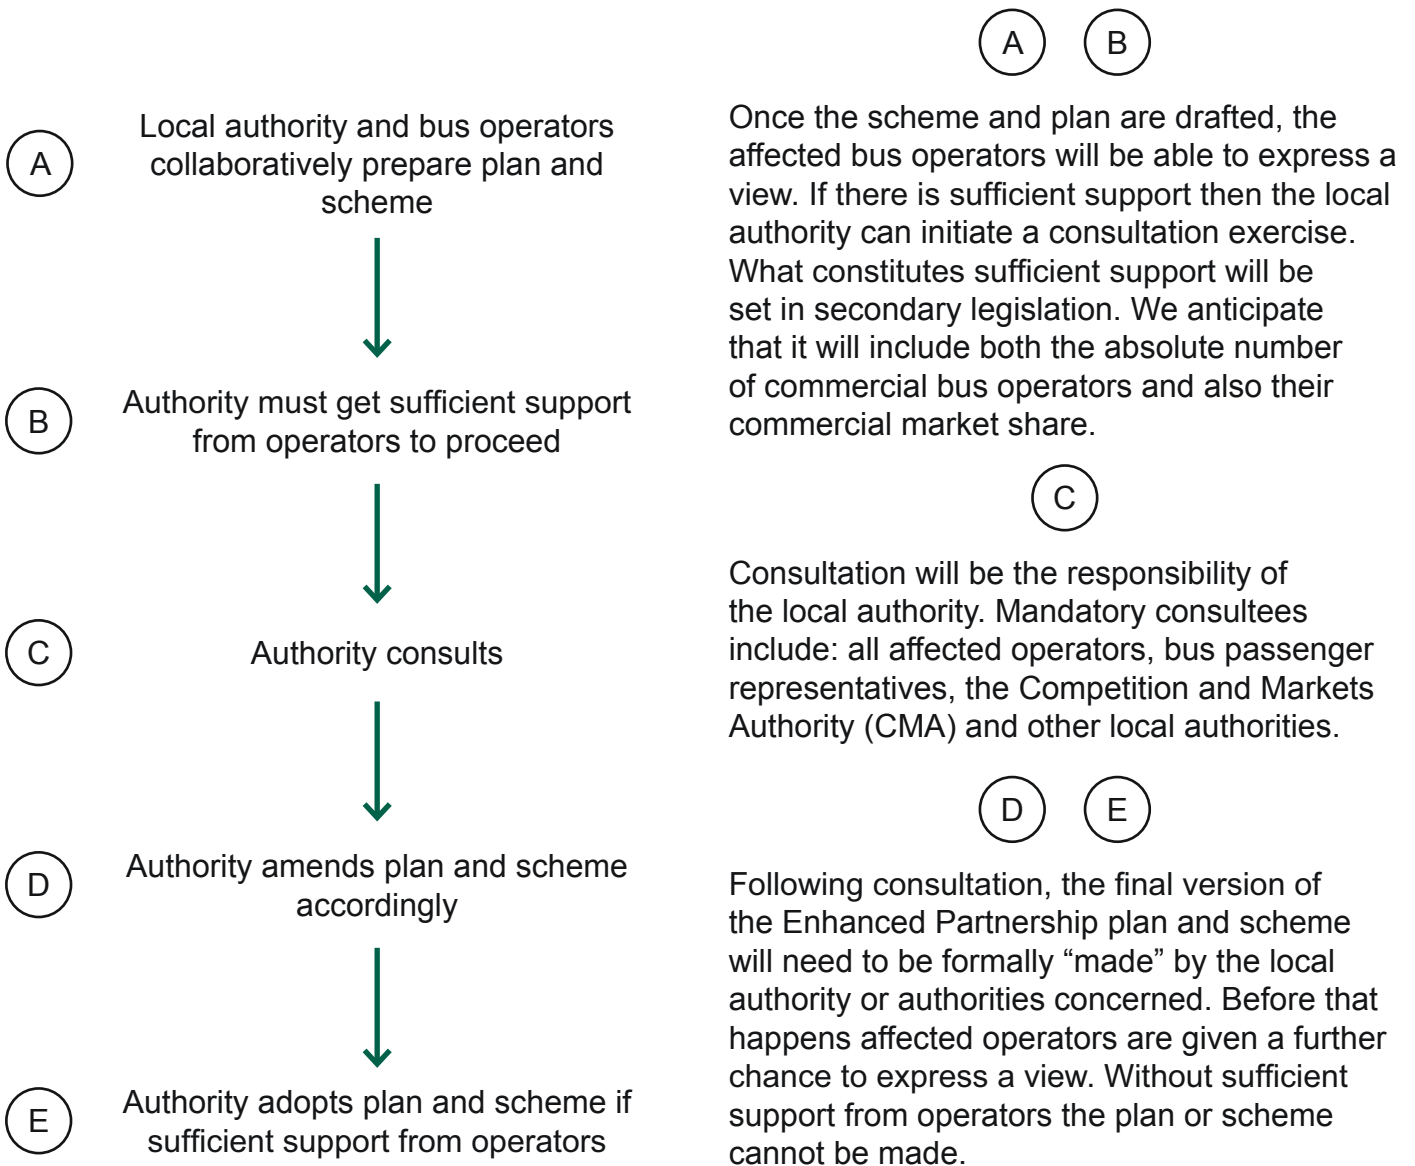 A
Local authority and bus operators
collaboratively prepare plan and
scheme
B
Authority must get sufficient support
from operators to proceed
C
Authority consults
D
Authority amends plan and scheme
accordingly
E
Authority adopts plan and scheme if
sufficient support from operators
A B
Once the scheme and plan are drafted, the
affected bus operators will be able to express a
view. If there is sufficient support then the local
authority can initiate a consultation exercise.
What constitutes sufficient support will be
set in secondary legislation. We anticipate
that it will include both the absolute number
of commercial bus operators and also their
commercial market share.
C
Consultation will be the responsibility of
the local authority. Mandatory consultees
include: all affected operators, bus passenger
representatives, the Competition and Markets
Authority (CMA) and other local authorities.
D E
Following consultation, the final version of
the Enhanced Partnership plan and scheme
will need to be formally “made” by the local
authority or authorities concerned. Before that
happens affected operators are given a further
chance to express a view. Without sufficient
support from operators the plan or scheme
cannot be made.